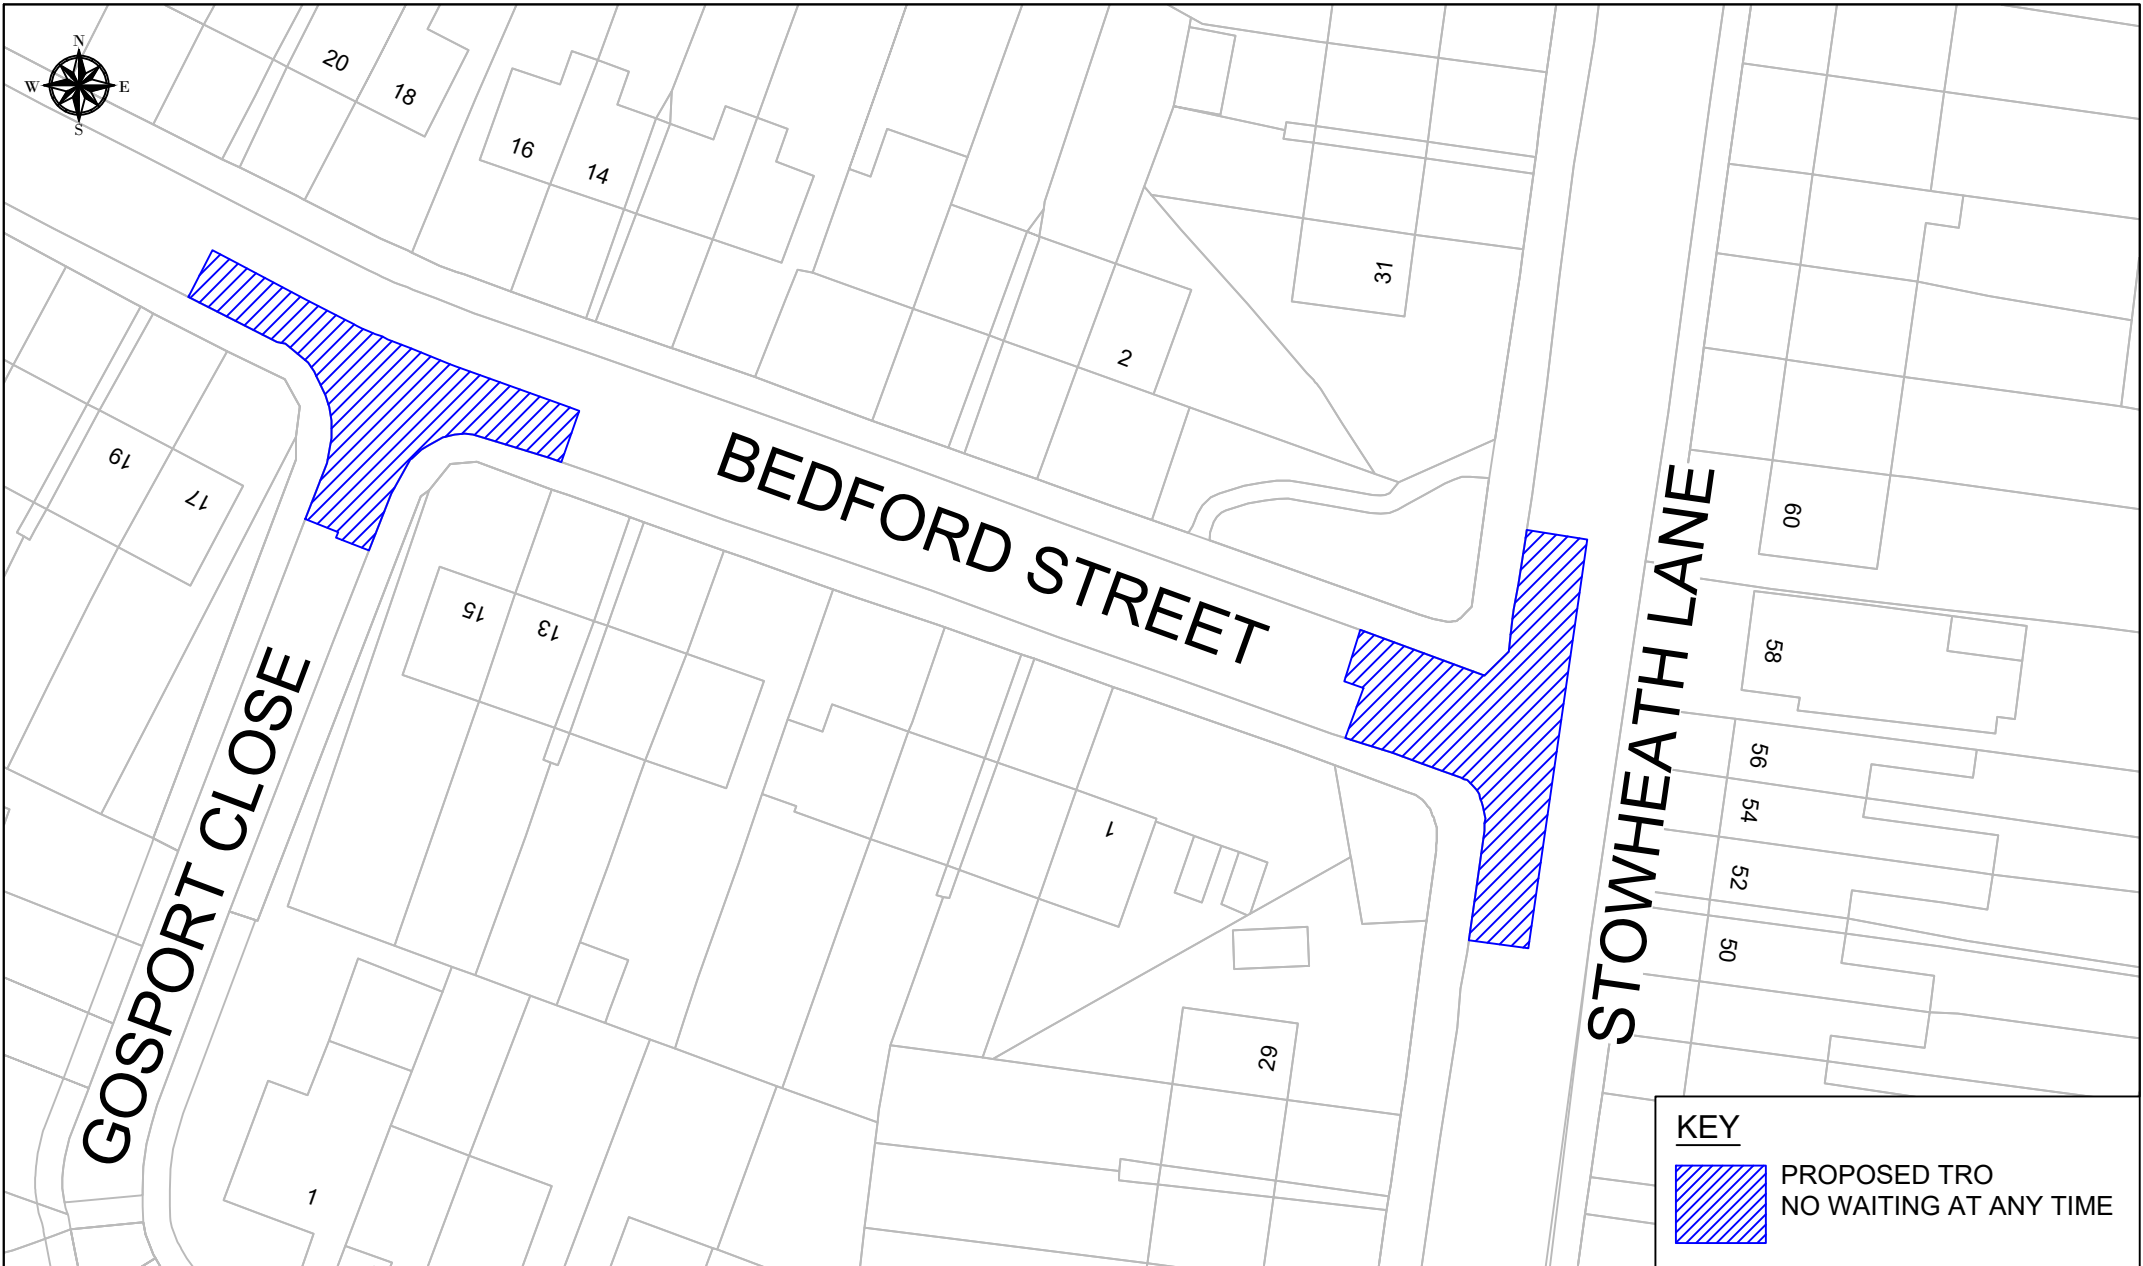 N
W E
S
20
18
16
14
31
2
19
17
60
BEDFORD STREET
15
13
58
STOWHEATH LANE
GOSPORT CLOSE
56
54
1
52
50
29
1
KEY
PROPOSED TRO
NO WAITING AT ANY TIME